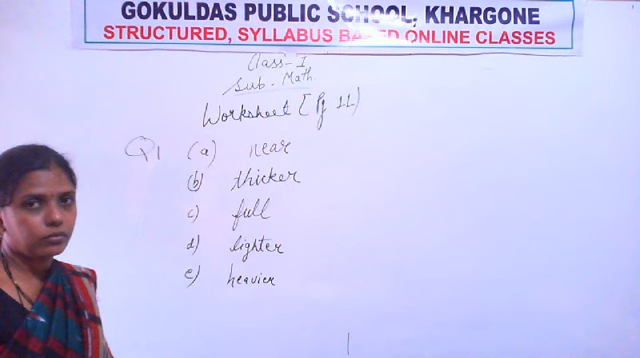 GOKULDAS PUBLIC SCHOOL, KHARGONE
STRUCTURED, SYLLABUS BASED ONLINE CLASSES
Class-I
Sub. Math.
Worksheet [Pg 11)
Q1 (a) near
(b) thicker
c) full
d) lighter
e) heavier